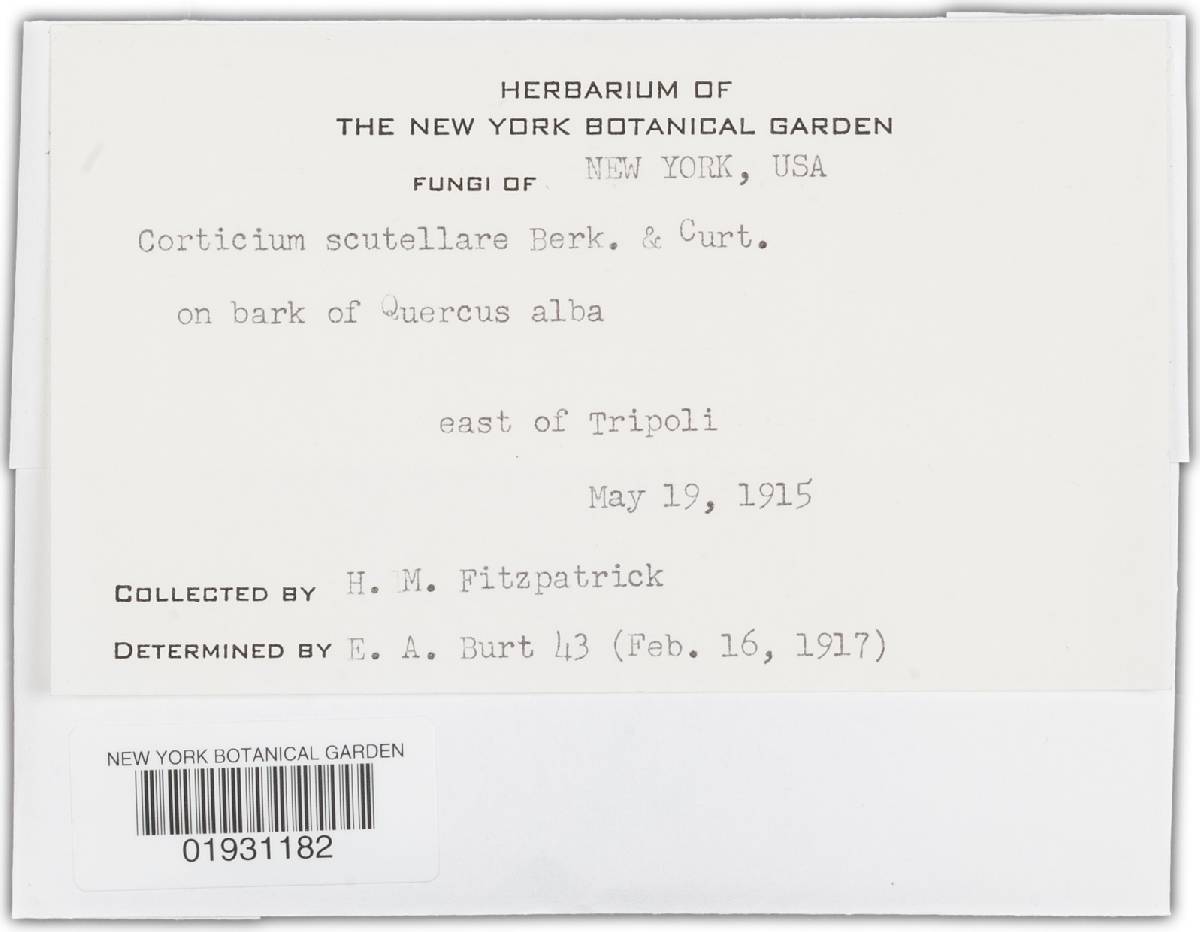 HERBARIUM OF
THE NEW YORK BOTANICAL GARDEN
FUNGI OF NEW YORK, USA
Corticium scutellare Berk. & Curt.
on bark of Quercus alba
east of Tripoli
May 19, 1915
COLLECTED BY H. M. Fitzpatrick
DETERMINED BY E. A. Burt 43 (Feb. 16, 1917)
NEW YORK BOTANICAL GARDEN
01931182